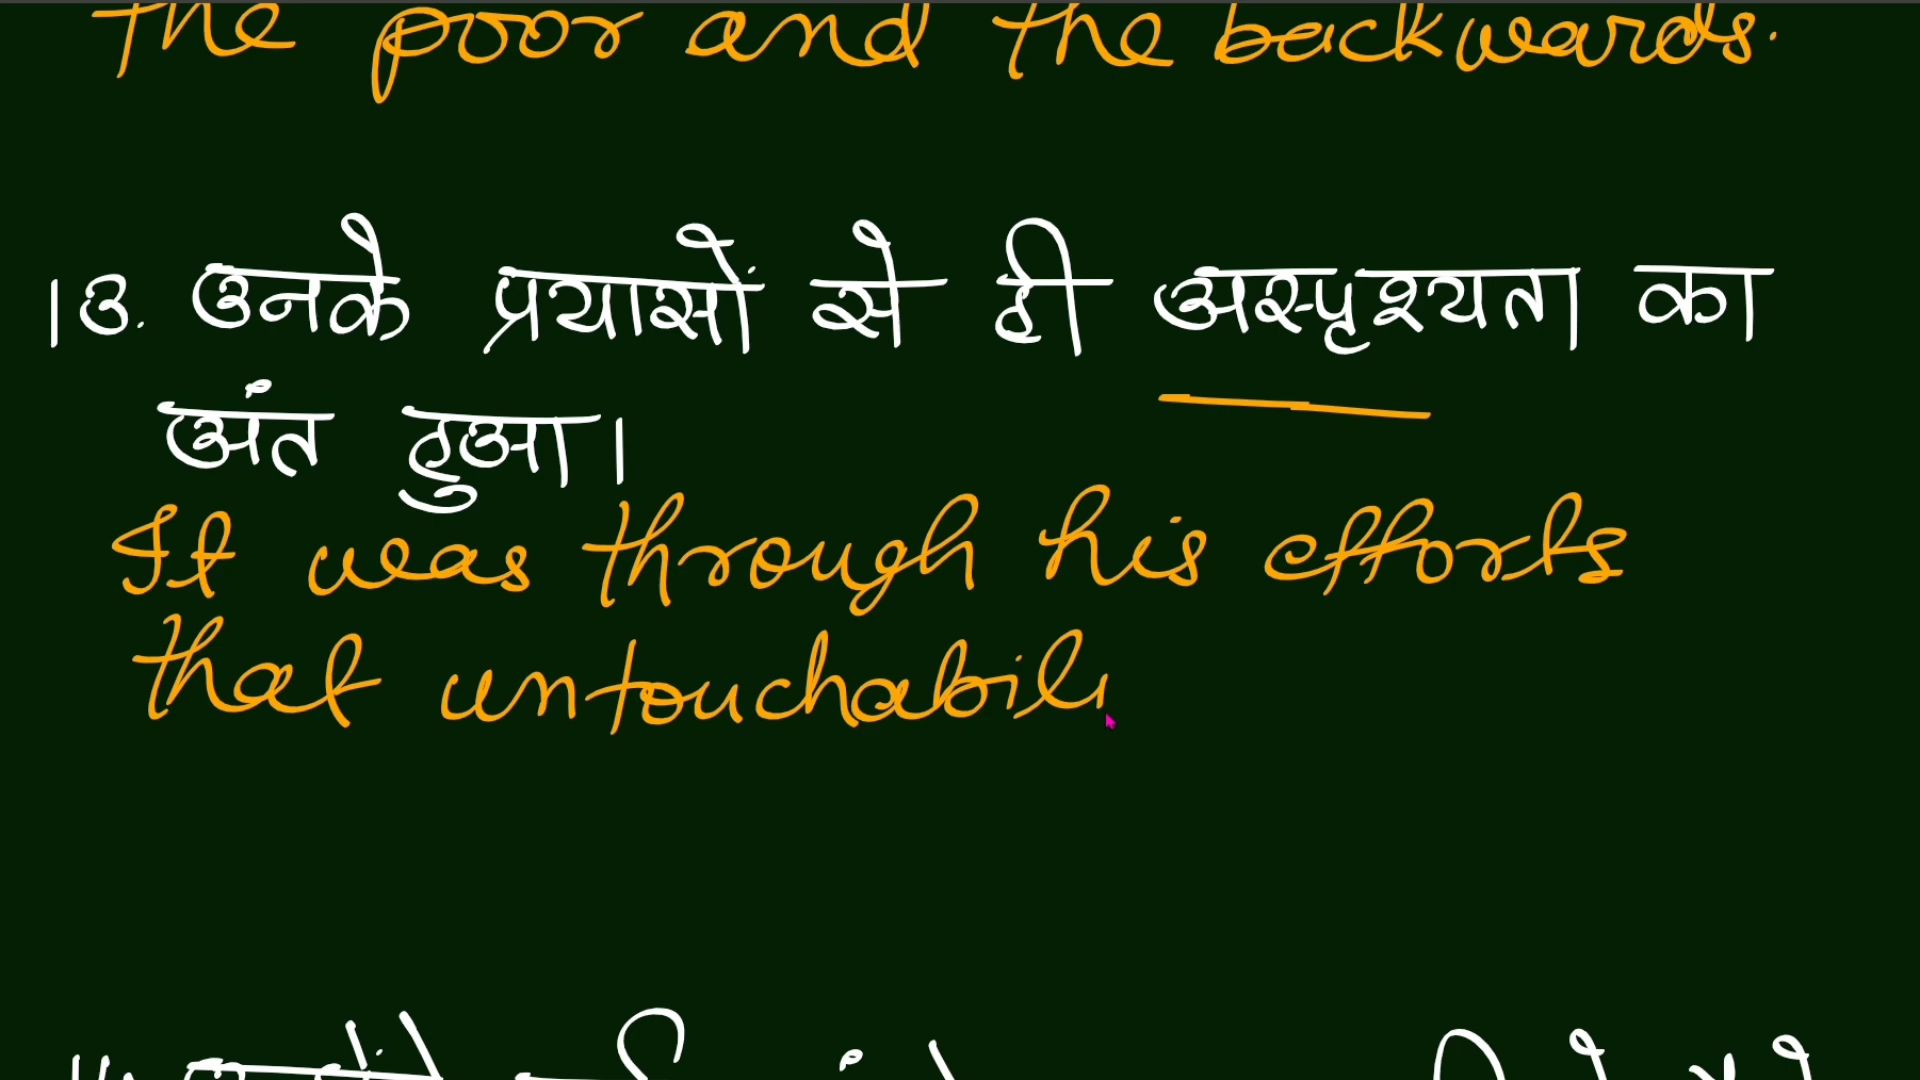 the poor and the backwards.
13. उनके प्रयासों से ही अस्पृश्यता का
अंत हुआ।
It was through his efforts
that untouchabili